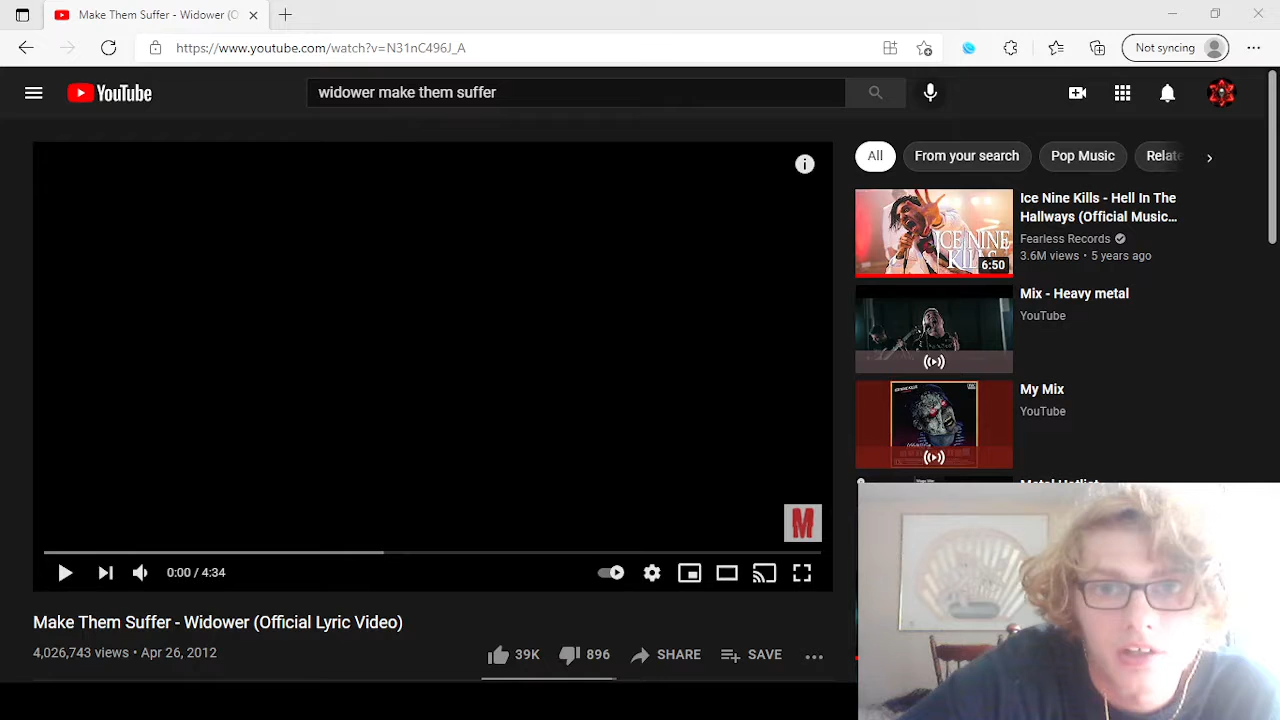 Make Them Suffer - Widower (O
https://www.youtube.com/watch?v=N31nC496J_A
Not syncing
YouTube
widower make them suffer
All
From your search
Pop Music
Relate
Ice Nine Kills - Hell In The
Hallways (Official Music...
Fearless Records
3.6M views • 5 years ago
ICE NINE
KILLS
6:50
Mix - Heavy metal
YouTube
My Mix
YouTube
M
0:00 / 4:34
Make Them Suffer - Widower (Official Lyric Video)
4,026,743 views • Apr 26, 2012
39K
896
SHARE
SAVE